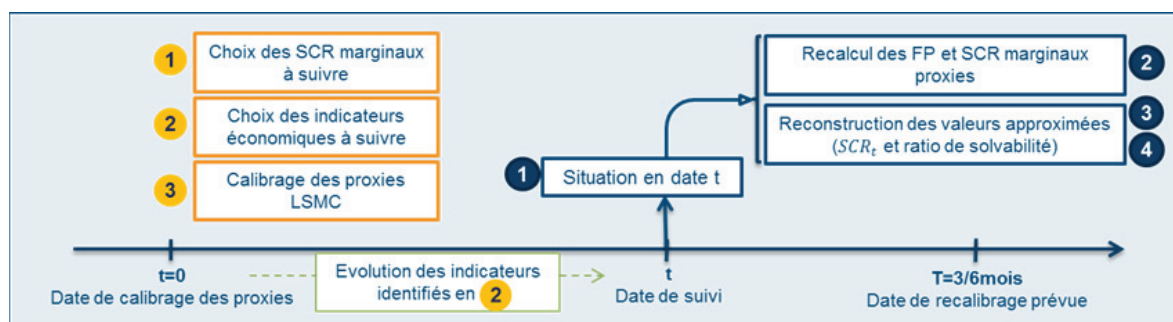 1
Choix des SCR marginaux
à suivre
2
Choix des indicateurs
économiques à suivre
3
Calibrage des proxies
LSMC
1
Situation en date t
Recalcul des FP et SCR marginaux
proxies
2
Reconstruction des valeurs approximées
(SCRt et ratio de solvabilité)
3
4
t=0
Date de calibrage des proxies
Evolution des indicateurs
identifiés en 2
t
Date de suivi
T=3/6mois
Date de recalibrage prévue